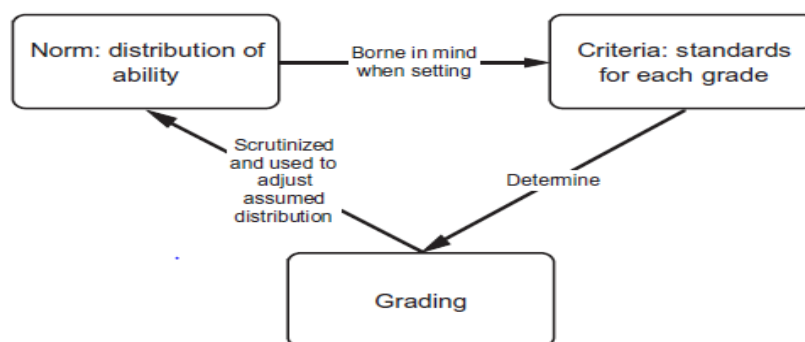 Norm: distribution of
ability
Borne in mind
when setting
Criteria: standards
for each grade
Scrutinized
and used to
adjust
assumed
distribution
Determine
Grading